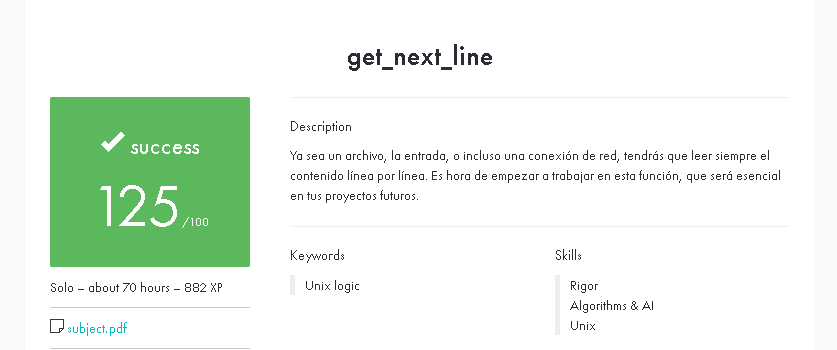 get_next_line
success
125 /100
Solo – about 70 hours – 882 XP
subject.pdf
Description
Ya sea un archivo, la entrada, o incluso una conexión de red, tendrás que leer siempre el
contenido línea por línea. Es hora de empezar a trabajar en esta función, que será esencial
en tus proyectos futuros.
Keywords
Unix logic
Skills
Rigor
Algorithms & AI
Unix